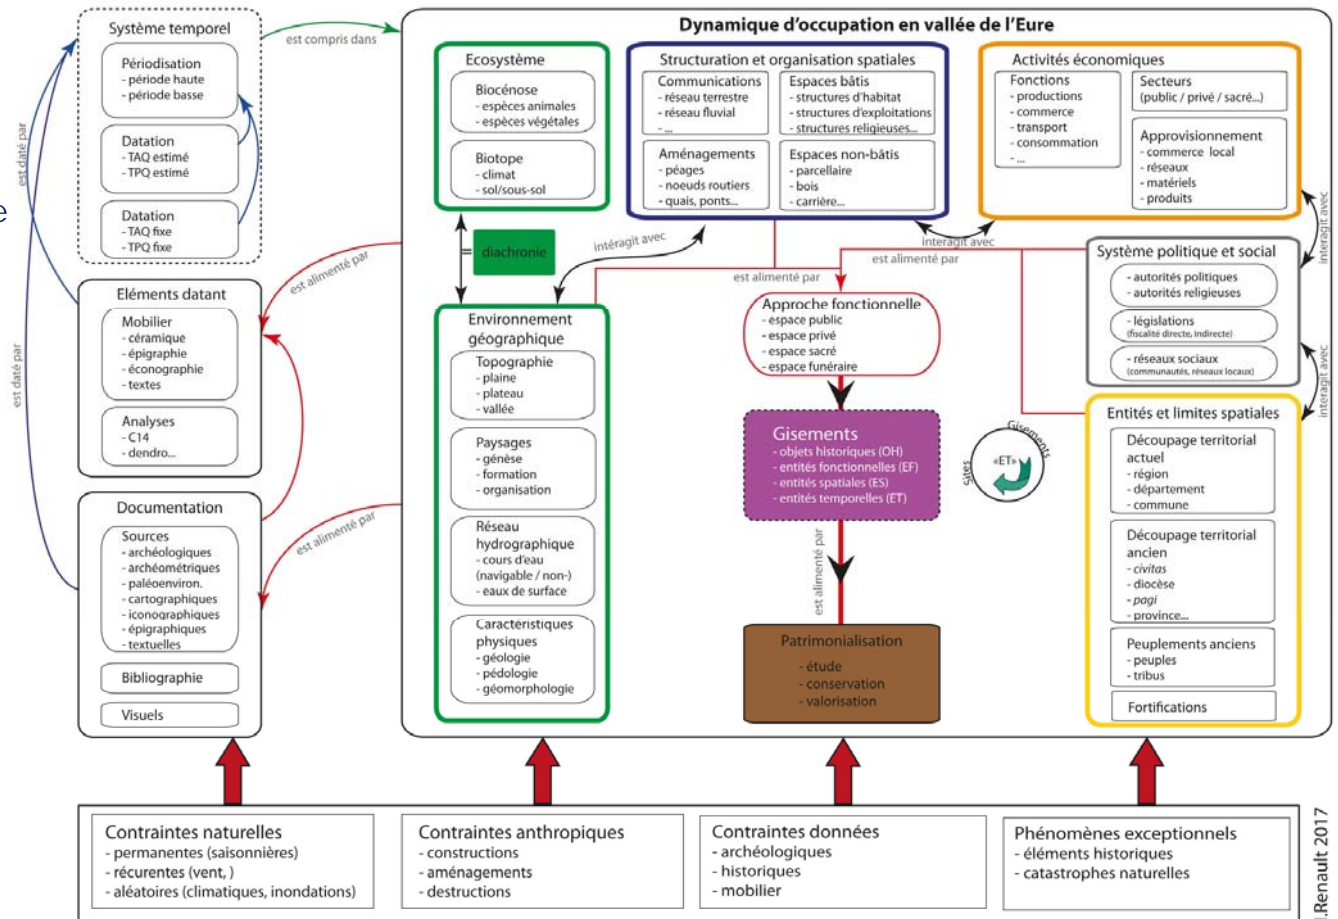 Dynamique d'occupation en vallée de l'Eure
Système temporel
Périodisation
- période haute
- période basse
Datation
- TAQ estimé
- TPQ estimé
Datation
- TAQ fixe
- TPQ fixe
est compris dans
est daté par
est daté par
e
Eléments datant
Mobilier
- céramique
- épigraphie
- éconographie
- textes
Analyses
- C14
- dendro...
est alimenté par
Documentation
Sources
- archéologiques
- archéométriques
- paléoenviron.
- cartographiques
- iconographiques
- épigraphiques
- textuelles
Bibliographie
Visuels
est alimenté par
Ecosystème
Biocénose
- espèces animales
- espèces végétales
Biotope
- climat
- sol/sous-sol
diachronie
intéragit avec
Environnement
géographique
Topographie
- plaine
- plateau
- vallée
Paysages
- génèse
- formation
- organisation
Réseau
hydrographique
- cours d'eau
(navigable / non-)
- eaux de surface
Caractéristiques
physiques
- géologie
- pédologie
- géomorphologie
Structuration et organisation spatiales
Communications
- réseau terrestre
- réseau fluvial
- ...
Espaces bâtis
- structures d'habitat
- structures d'exploitations
- structures religieuses...
Aménagements
- péages
- noeuds routiers
- quais, ponts...
Espaces non-bâtis
- parcellaire
- bois
- carrière...
interagit avec
est alimenté par
est alimenté par
Activités économiques
Fonctions
- productions
- commerce
- transport
- consommation
- ...
Secteurs
(public / privé / sacré...)
Approvisionnement
- commerce local
- réseaux
- matériels
- produits
interagit avec
Système politique et social
- autorités politiques
- autorités religieuses
- législations
(fiscalité directe, indirecte)
- réseaux sociaux
(communautés, réseaux locaux)
interagit avec
Approche fonctionnelle
- espace public
- espace privé
- espace sacré
- espace funéraire
Gisements
- objets historiques (OH)
- entités fonctionnelles (EF)
- entités spatiales (ES)
- entités temporelles (ET)
Gisements
«ET»
Sites
est alimenté par
Patrimonialisation
- étude
- conservation
- valorisation
Entités et limites spatiales
Découpage territorial
actuel
- région
- département
- commune
Découpage territorial
ancien
- civitas
- diocèse
- pagi
- province...
Peuplements anciens
- peuples
- tribus
Fortifications
Contraintes naturelles
- permanentes (saisonnières)
- récurentes (vent, )
- aléatoires (climatiques, inondations)
Contraintes anthropiques
- constructions
- aménagements
- destructions
Contraintes données
- archéologiques
- historiques
- mobilier
Phénomènes exceptionnels
- éléments historiques
- catastrophes naturelles
.Renault 2017